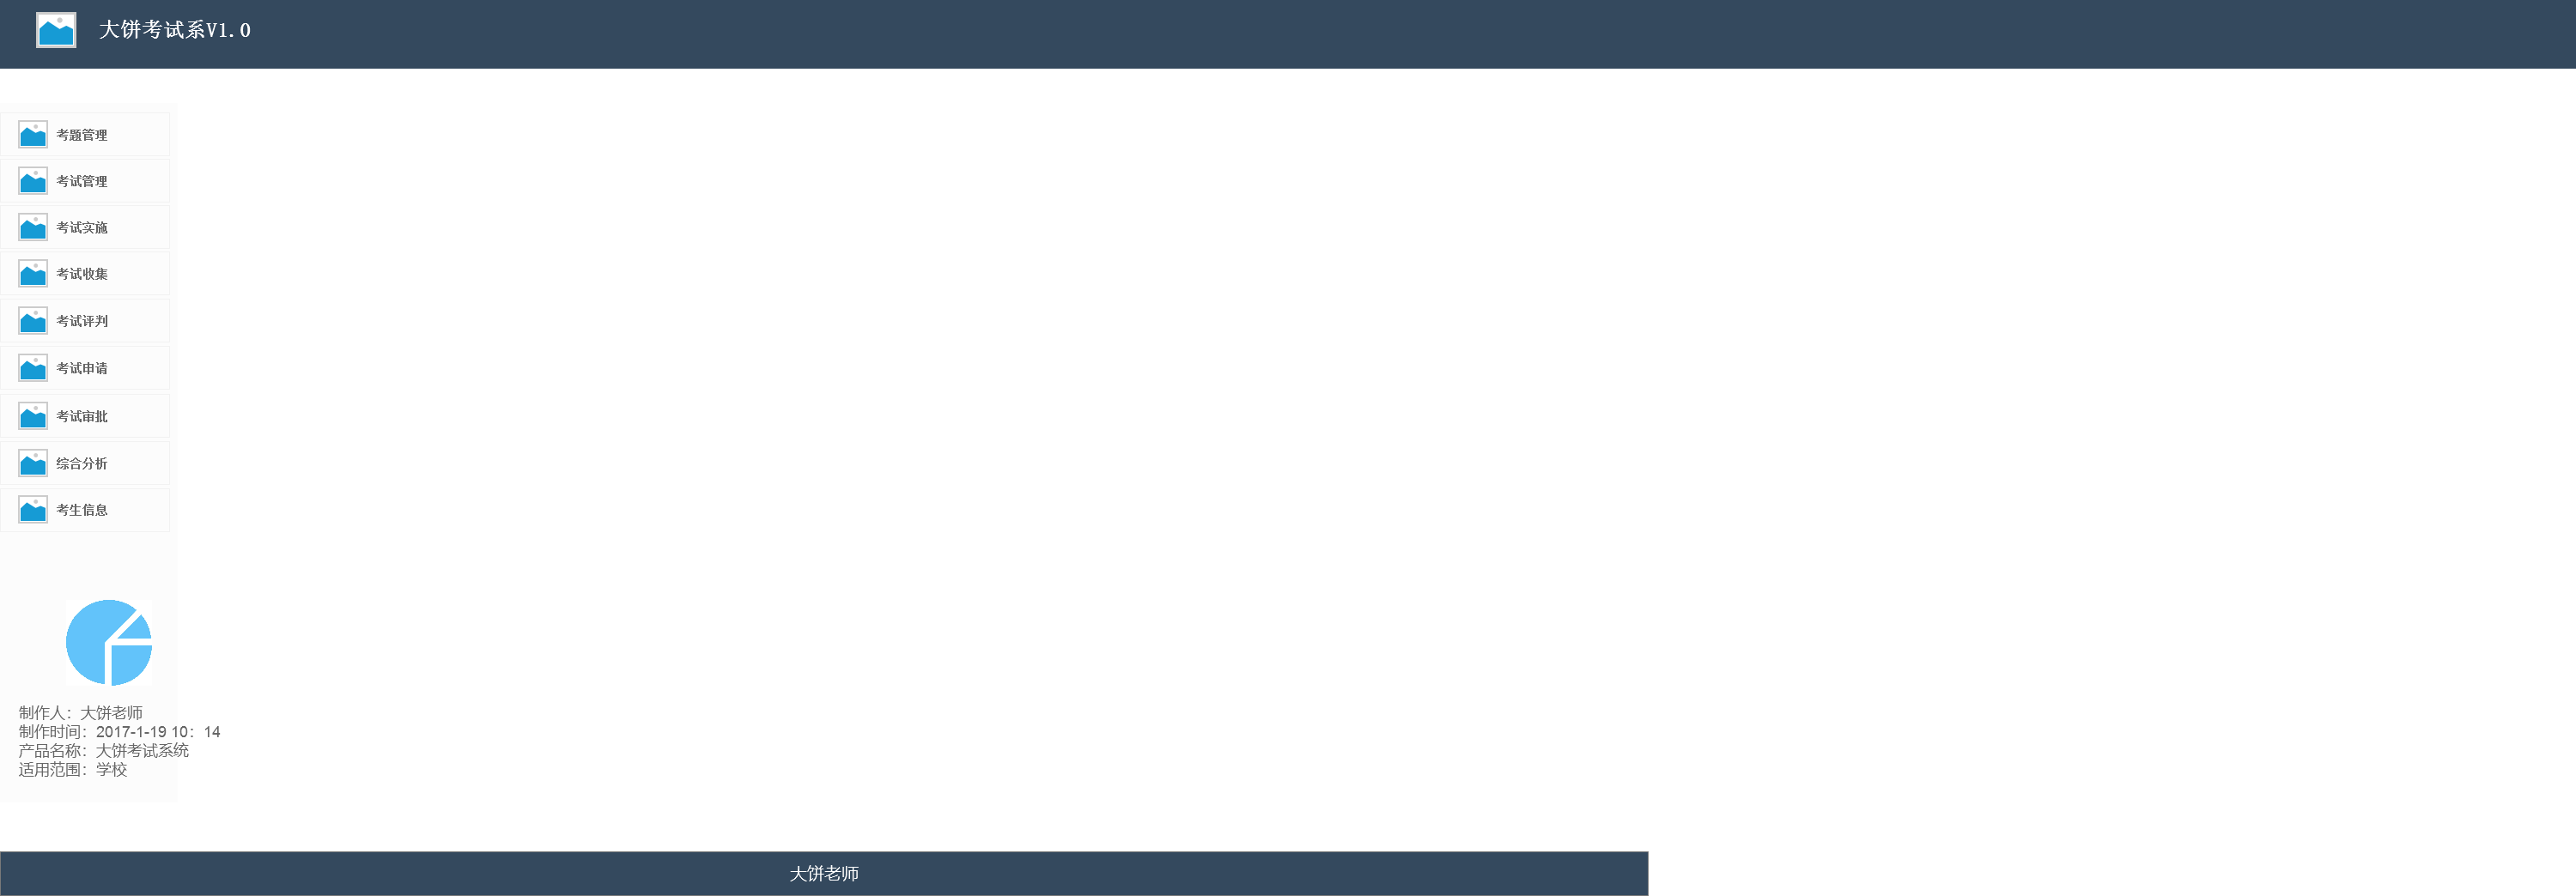 大饼考试系V1.0
考题管理
考试管理
考试实施
考试收集
考试评判
考试申请
考试审批
综合分析
考生信息
制作人：大饼老师
制作时间：2017-1-19 10：14
产品名称：大饼考试系统
适用范围：学校
大饼老师